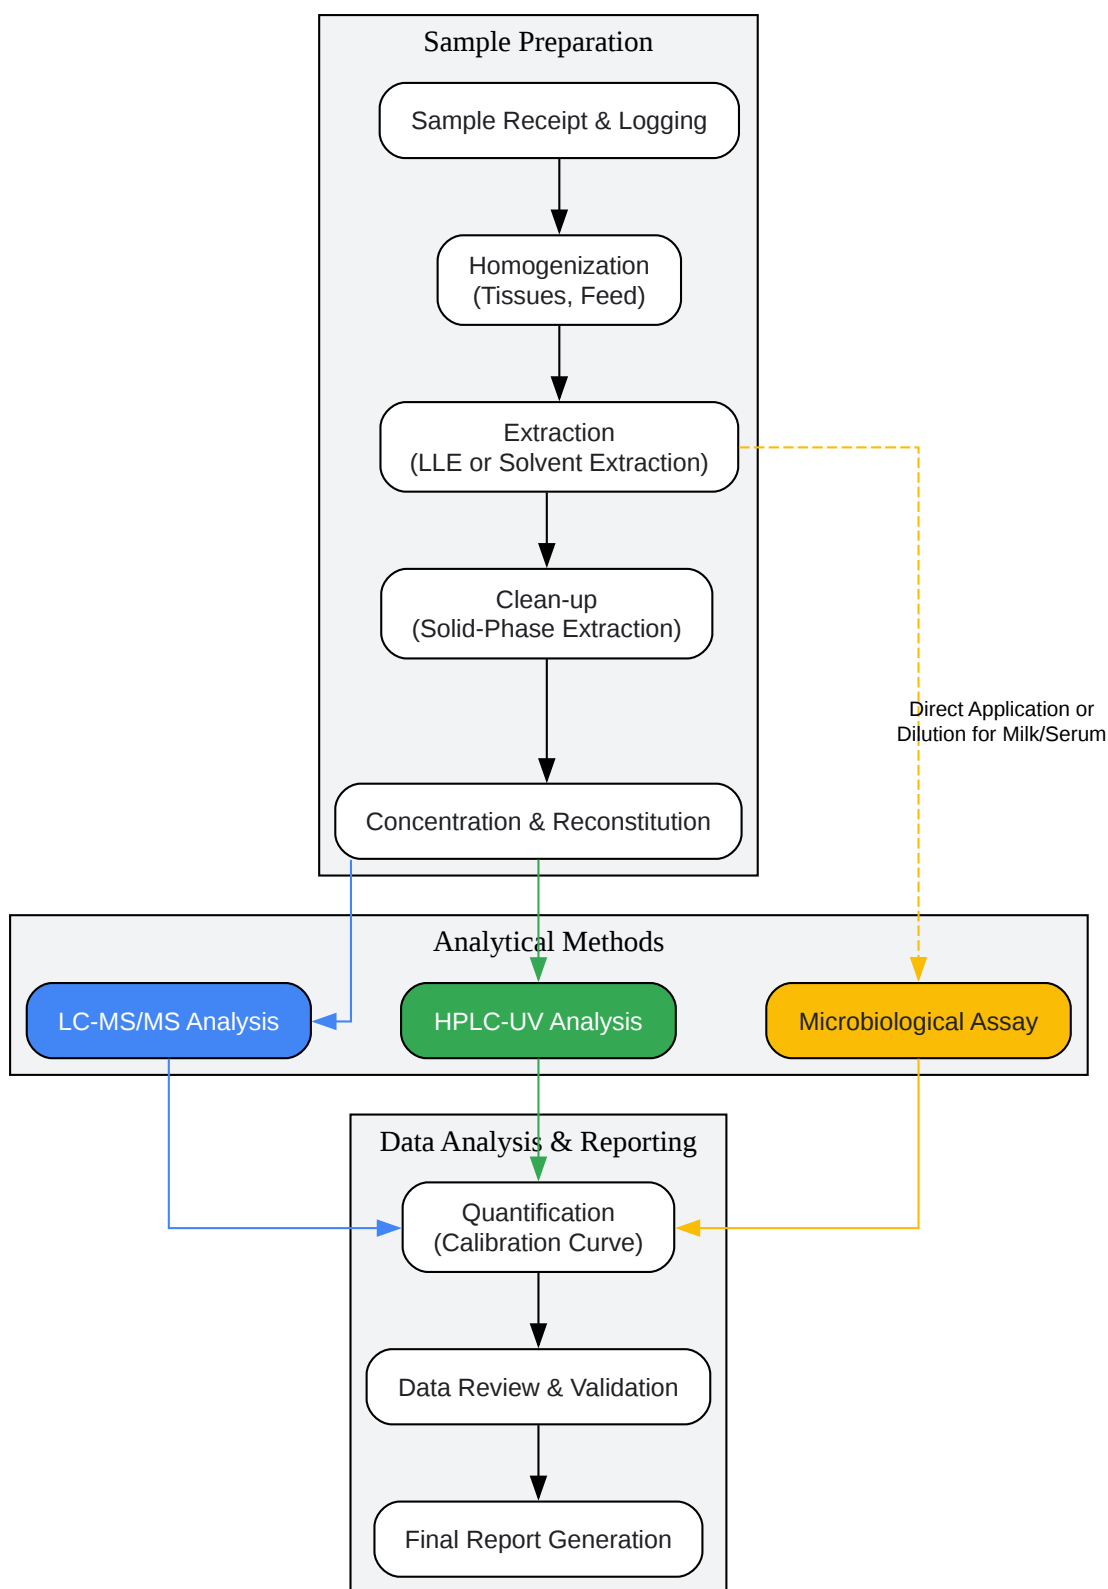 Sample Preparation
Sample Receipt & Logging
Homogenization
(Tissues, Feed)
Extraction
(LLE or Solvent Extraction)
Clean-up
(Solid-Phase Extraction)
Direct Application or
Dilution for Milk/Serum
Concentration & Reconstitution
Analytical Methods
LC-MS/MS Analysis
HPLC-UV Analysis
Microbiological Assay
Data Analysis & Reporting
Quantification
(Calibration Curve)
Data Review & Validation
Final Report Generation